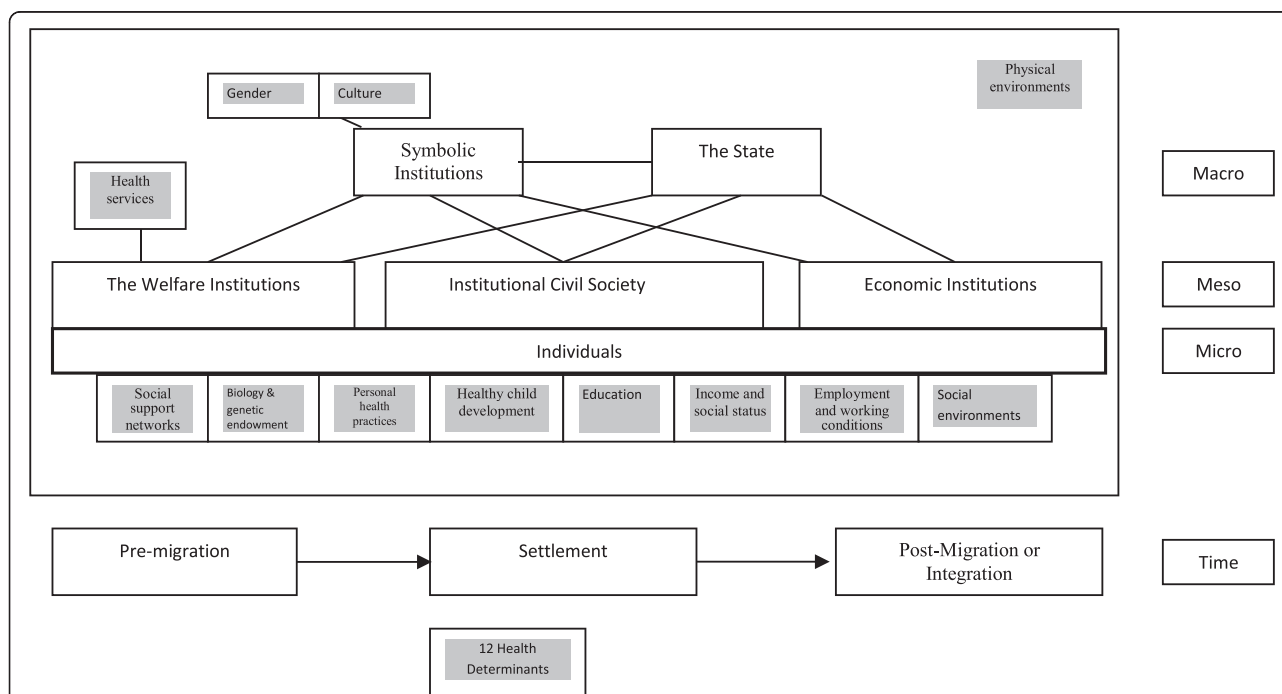 Gender
Culture
Physical
environments
Symbolic
Institutions
The State
Macro
Health
services
The Welfare Institutions
Institutional Civil Society
Economic Institutions
Meso
Individuals
Micro
Social
support
networks
Biology &
genetic
endowment
Personal
health
practices
Healthy child
development
Education
Income and
social status
Employment
and working
conditions
Social
environments
Pre-migration
Settlement
Post-Migration or
Integration
Time
12 Health
Determinants